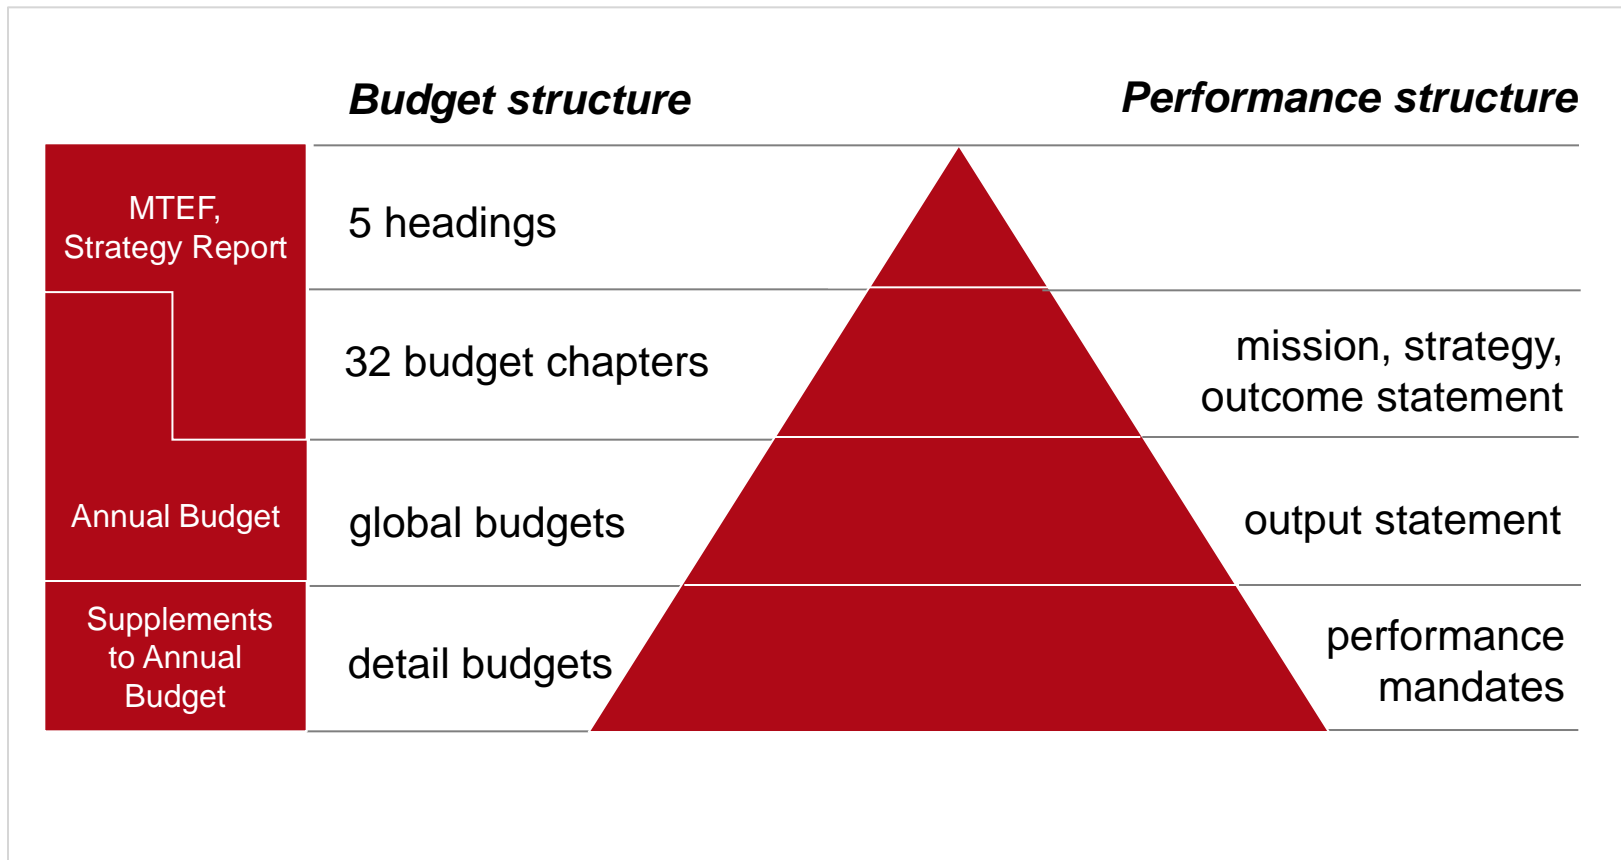 Budget structure
Performance structure
MTEF,
Strategy Report
5 headings
32 budget chapters
mission, strategy,
outcome statement
Annual Budget
global budgets
output statement
Supplements
to Annual
Budget
detail budgets
performance
mandates